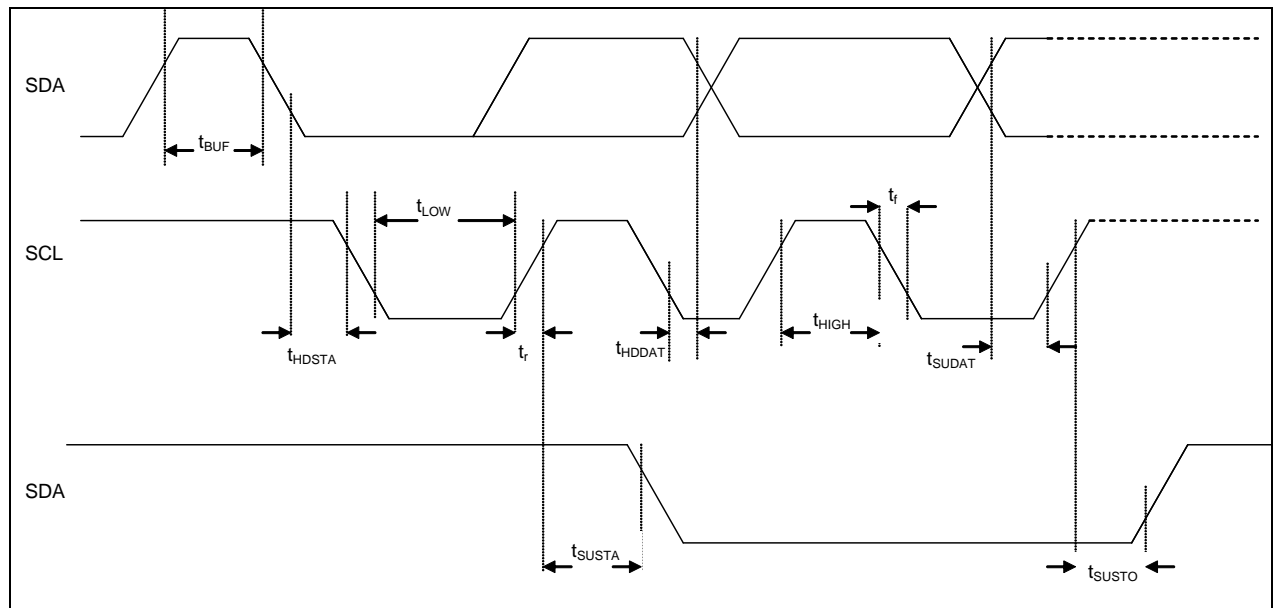 SDA
tBUF
tLOW
tf
SCL
tHDSTA
tr
tHDDAT
tHIGH
tSUDAT
SDA
tSUSTA
tSUSTO